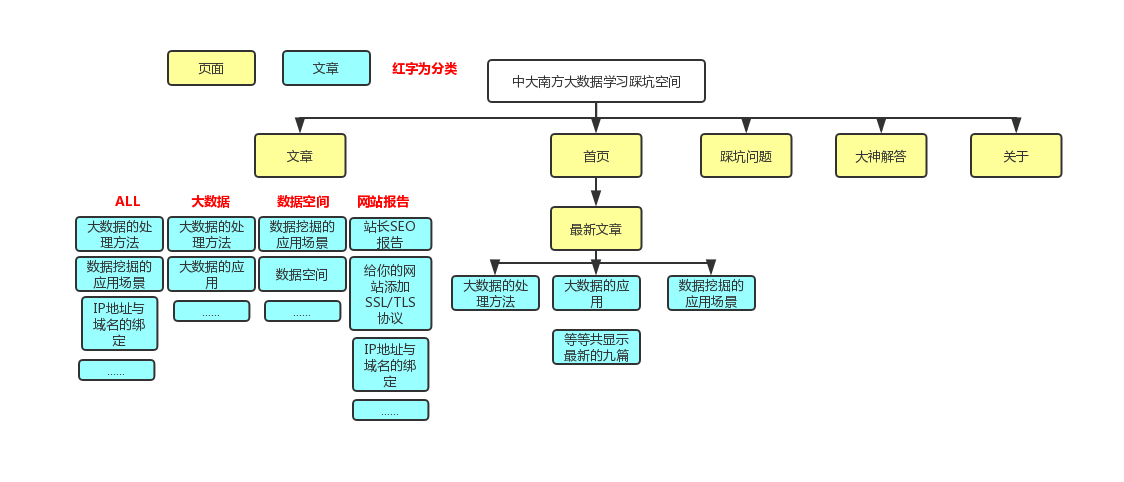 页面
文章
红字为分类
中大南方大数据学习踩坑空间
文章
首页
踩坑问题
大神解答
关于
ALL
大数据
数据空间
网站报告
大数据的处
理方法
数据挖掘的
应用场景
IP地址与
域名的绑
定
......
大数据的处
理方法
大数据的应
用
......
数据挖掘的
应用场景
数据空间
......
站长SEO
报告
给你的网
站添加
SSL/TLS
协议
IP地址与
域名的绑
定
......
最新文章
大数据的处
理方法
大数据的应
用
数据挖掘的
应用场景
等等共显示
最新的九篇